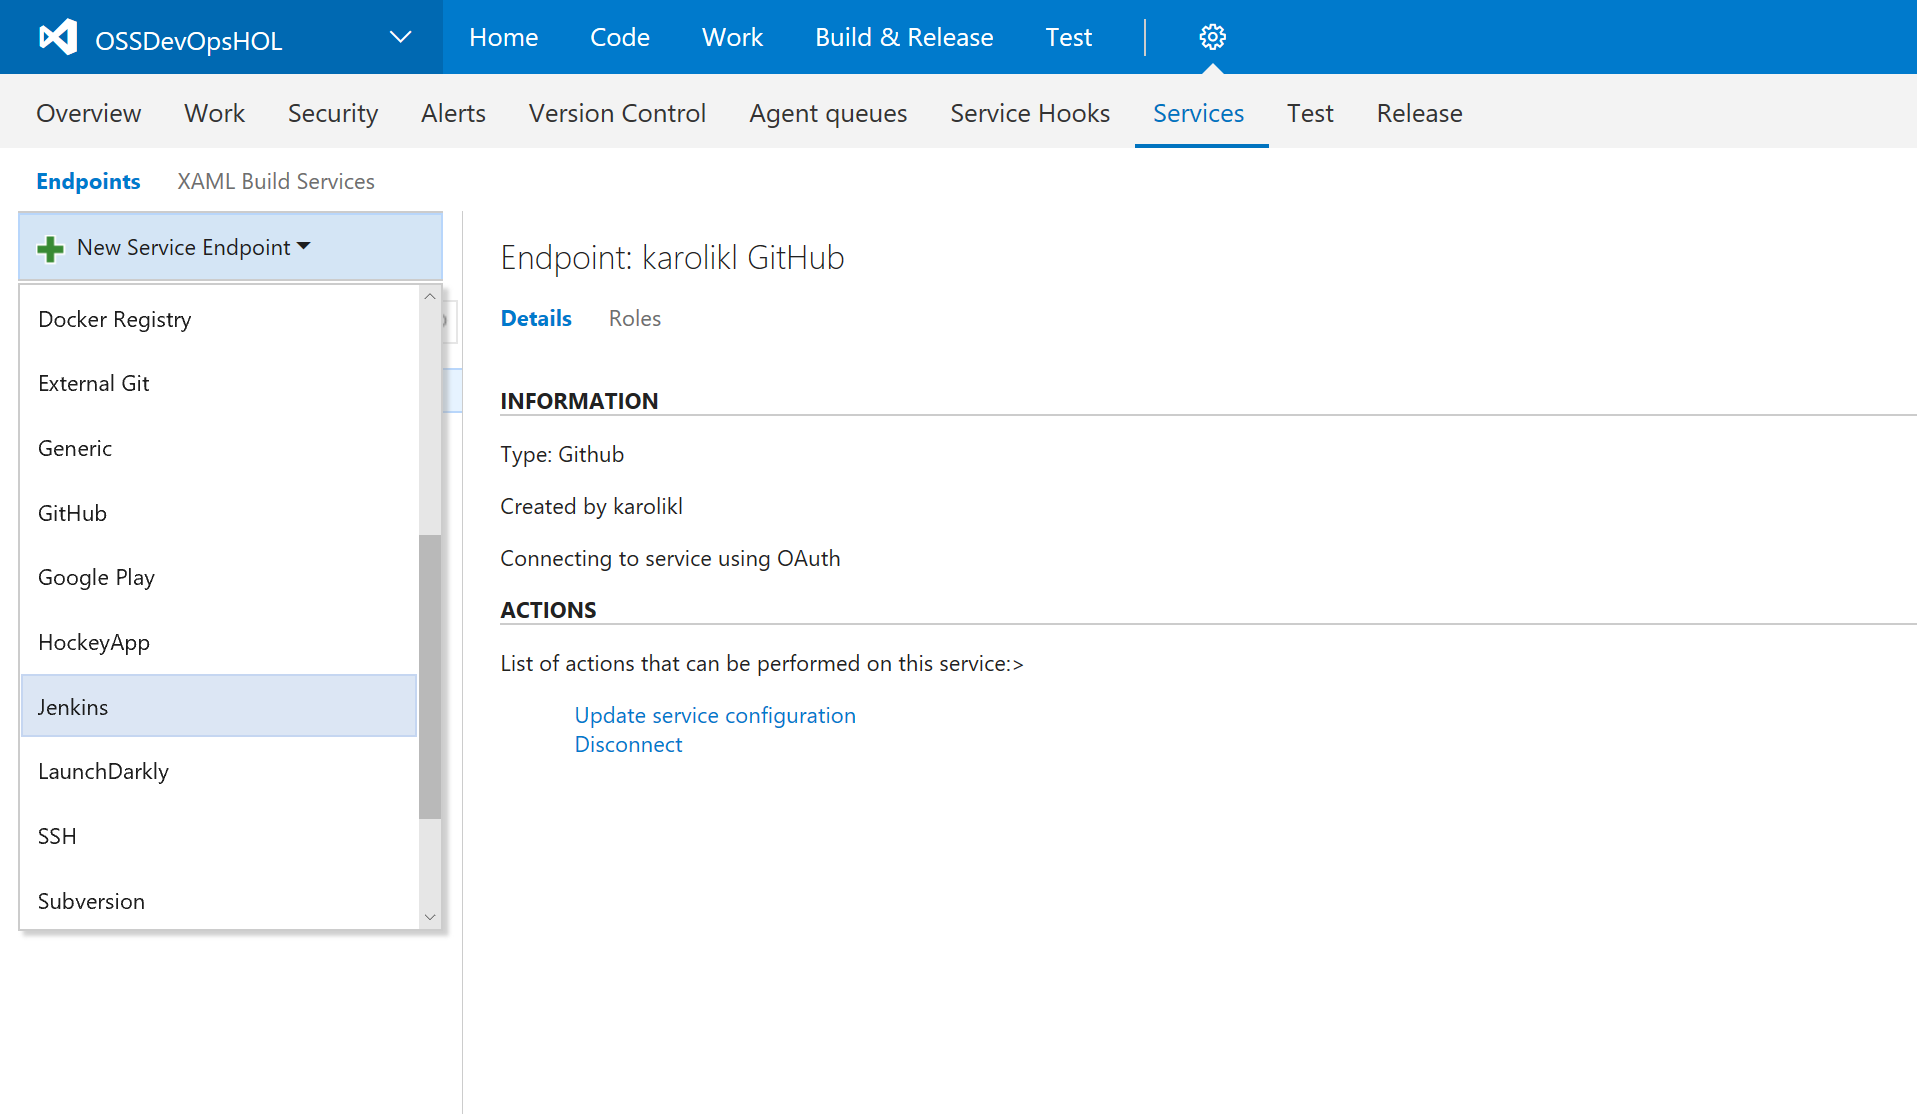 OSSDevOpsHOL Home Code Work Build & Release Test
Overview Work Security Alerts Version Control Agent queues Service Hooks Services Test Release
Endpoints XAML Build Services
New Service Endpoint
Docker Registry
External Git
Generic
GitHub
Google Play
HockeyApp
Jenkins
LaunchDarkly
SSH
Subversion
Endpoint: karolikl GitHub
Details Roles
INFORMATION
Type: Github
Created by karolikl
Connecting to service using OAuth
ACTIONS
List of actions that can be performed on this service:>
Update service configuration
Disconnect